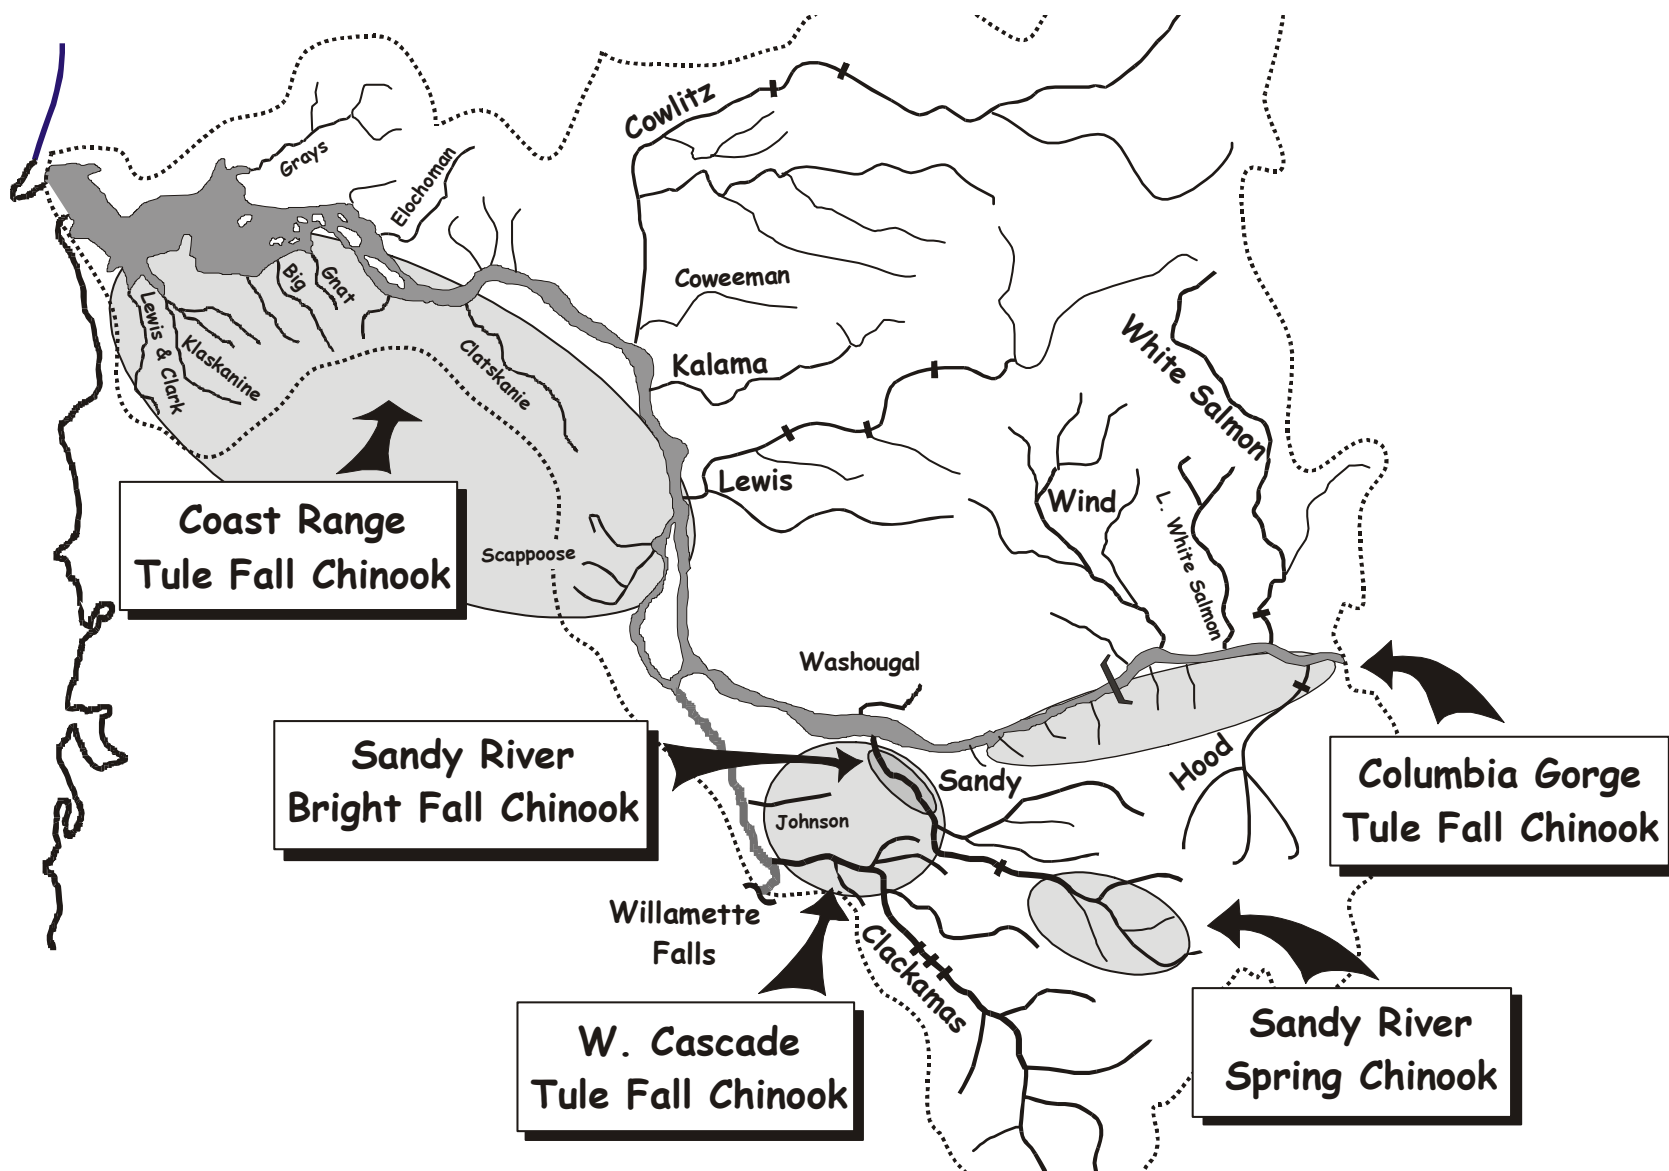 Cowlitz
Grays
Elochoman
Big
Gnat
Coweeman
Lewis & Clark
Klaskanine
Clatskanie
Kalama
White Salmon
Lewis
Wind
L. White Salmon
Coast Range
Tule Fall Chinook
Scappoose
Washougal
Sandy River
Bright Fall Chinook
Sandy
Hood
Columbia Gorge
Tule Fall Chinook
Johnson
Willamette
Falls
Clackamas
W. Cascade
Tule Fall Chinook
Sandy River
Spring Chinook